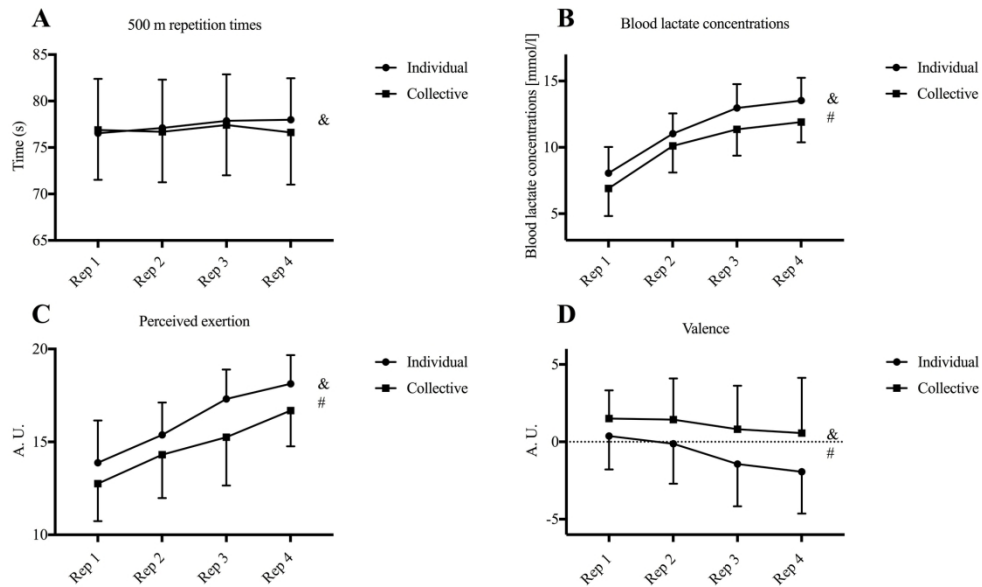 A
500 m repetition times
85
80
75
70
65
Time (s)
Rep 1
Rep 2
Rep 3
Rep 4
Individual
Collective
&
B
Blood lactate concentrations
15
10
5
Blood lactate concentrations [mmol/l]
Rep 1
Rep 2
Rep 3
Rep 4
Individual
Collective
&
#
C
Perceived exertion
20
15
10
A. U.
Rep 1
Rep 2
Rep 3
Rep 4
Individual
Collective
&
#
D
Valence
5
0
-5
A. U.
Rep 1
Rep 2
Rep 3
Rep 4
Individual
Collective
&
#